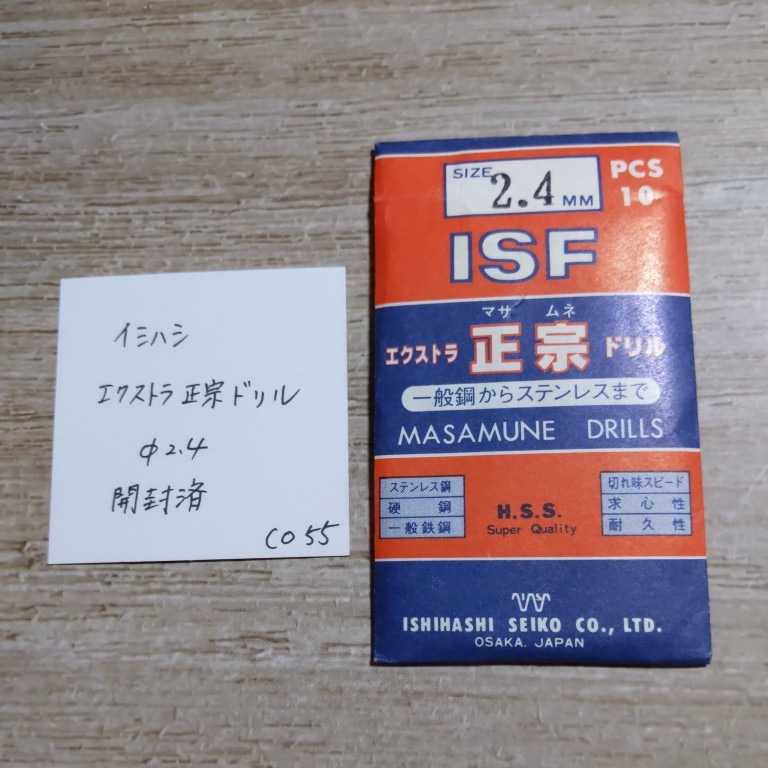 イシハシ
エクストラ正宗ドリル
φ2.4
開封済
CO55
SIZE 2.4 MM
PCS
10
ISF
マサ ムネ
エクストラ 正宗 ドリル
一般鋼からステンレスまで
MASAMUNE DRILLS
ステンレス鋼
硬鋼
一般鉄鋼
H.S.S.
Super Quality
切れ味スピード
求心性
耐久性
ISHIHASHI SEIKO CO., LTD.
OSAKA. JAPAN